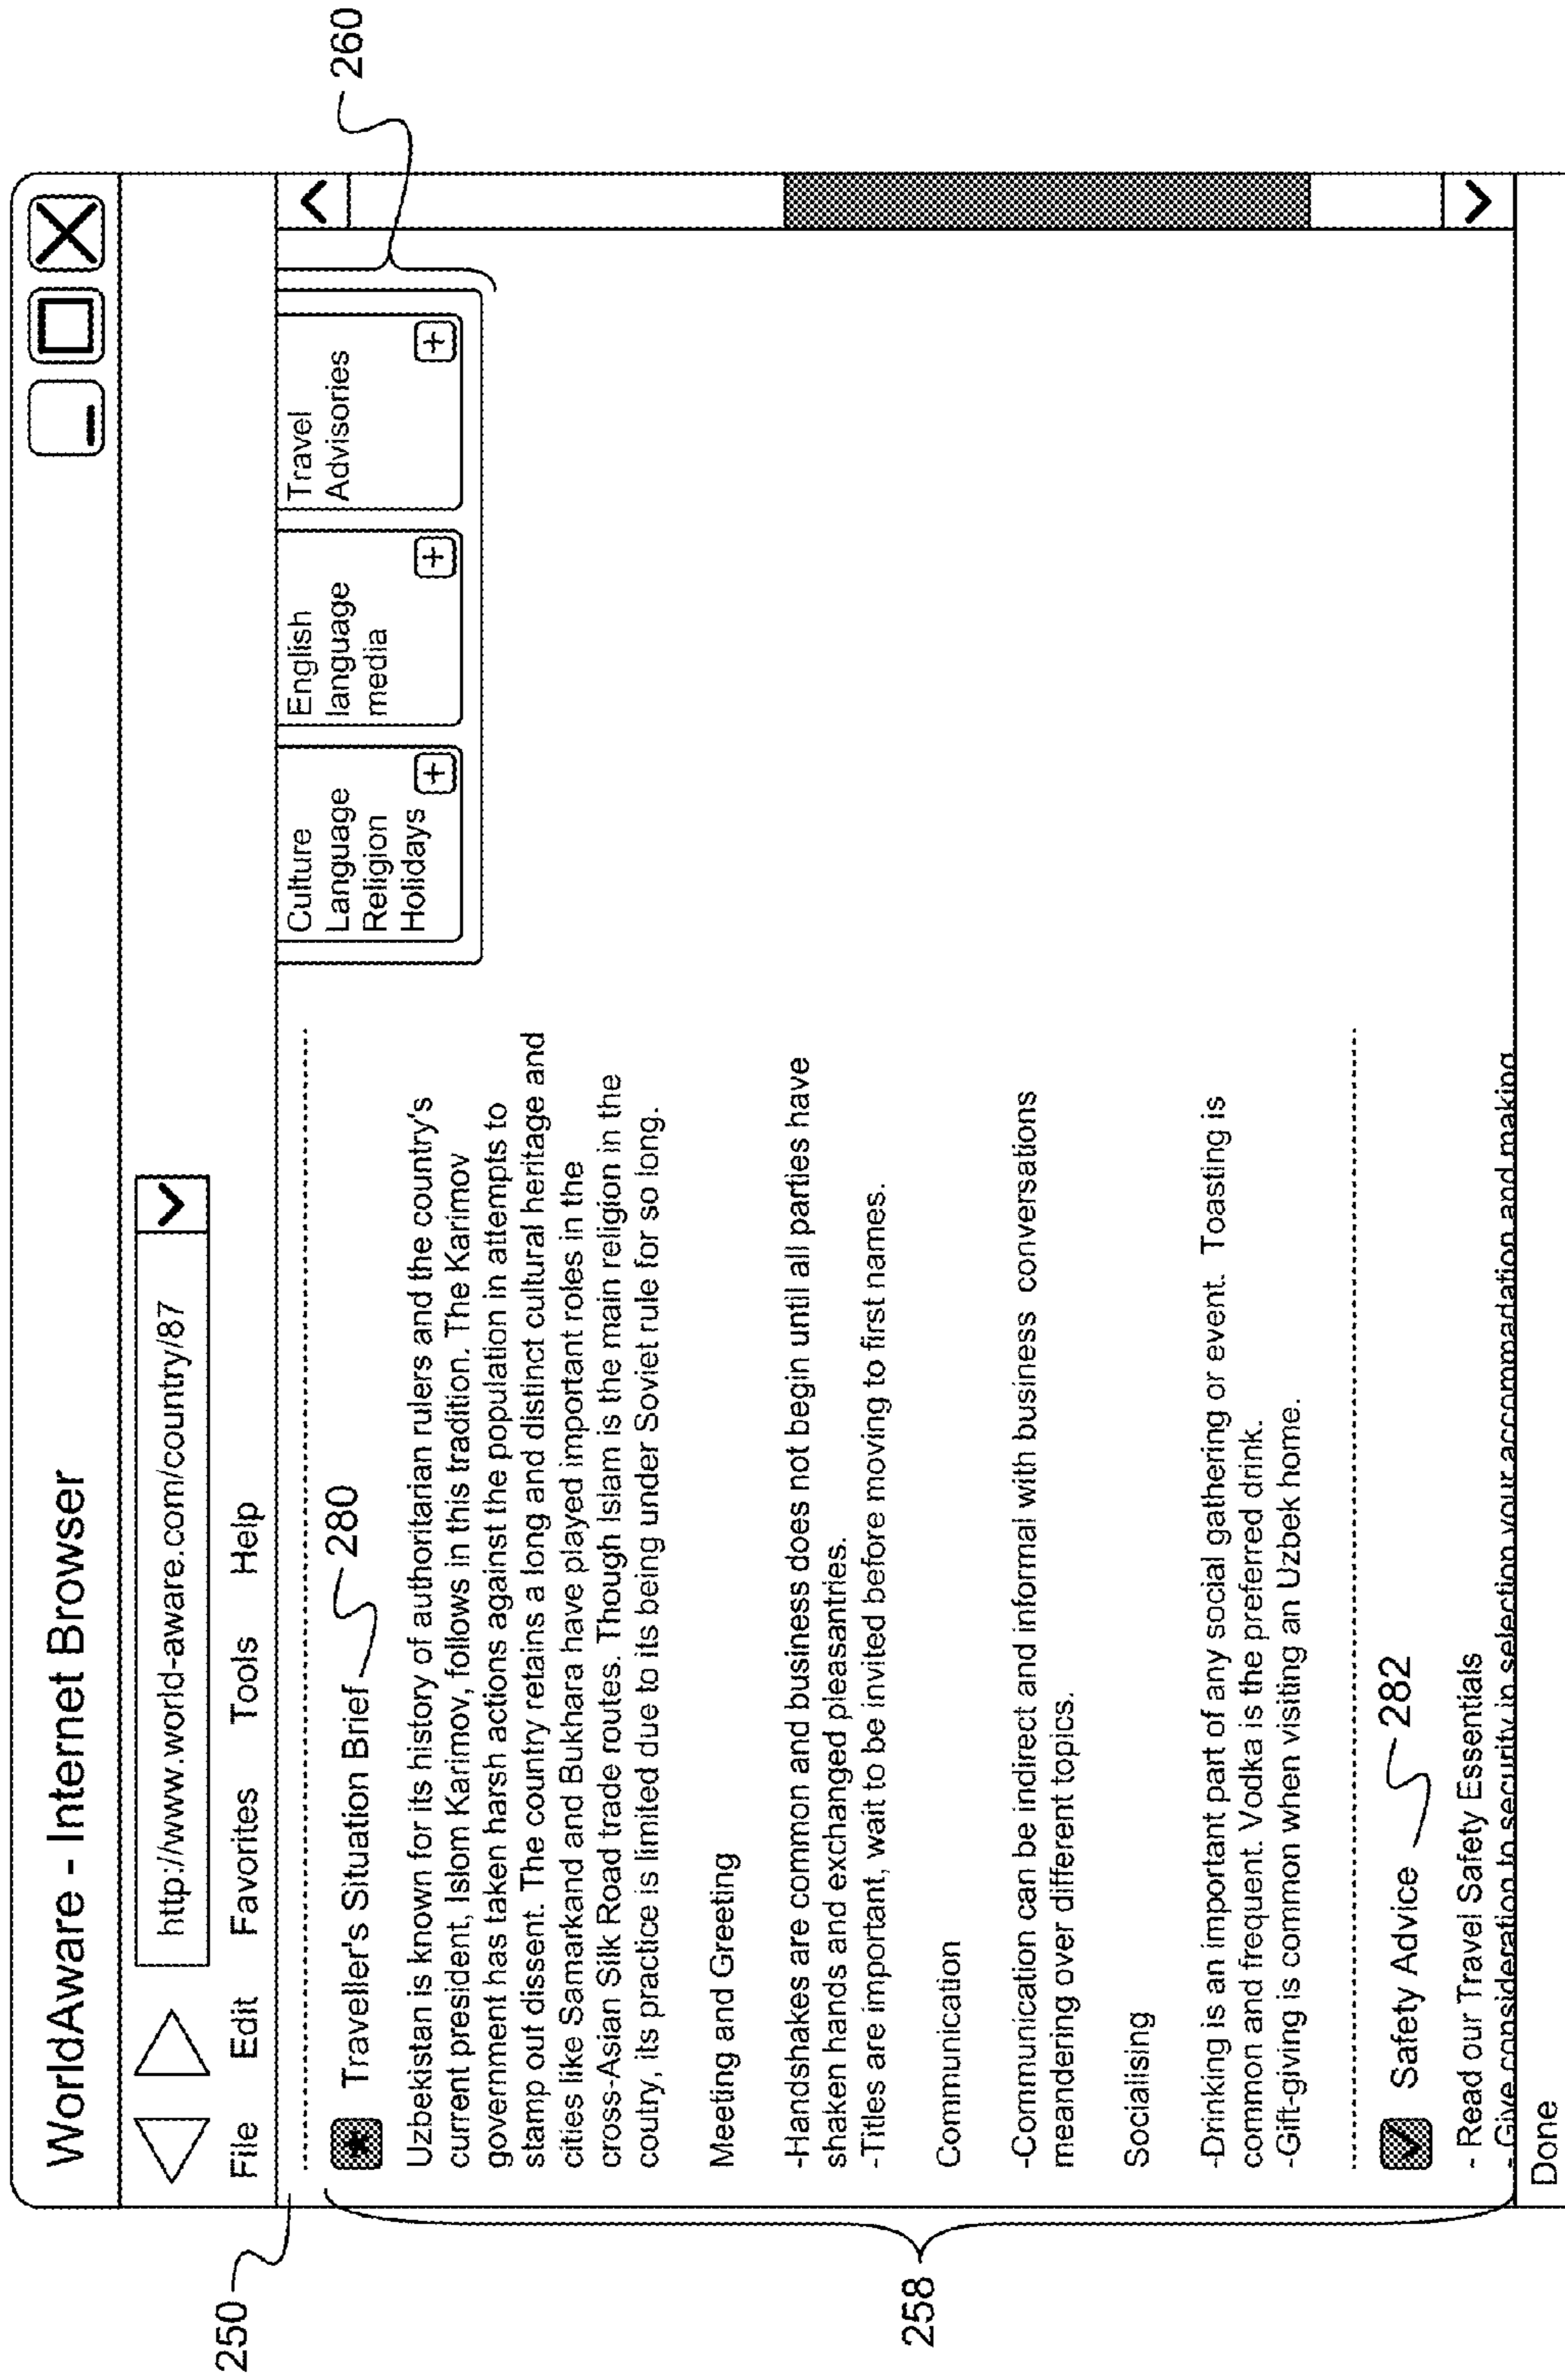 WorldAware - Internet Browser
http://www.world-aware.com/country/87
File Edit Favorites Tools Help
250
Traveller's Situation Brief
280
Uzbekistan is known for its history of authoritarian rulers and the country's
current president, Islom Karimov, follows in this tradition. The Karimov
government has taken harsh actions against the population in attempts to
stamp out dissent. The country retains a long and distinct cultural heritage and
cities like Samarkand and Bukhara have played important roles in the
cross-Asian Silk Road trade routes. Though Islam is the main religion in the
coutry, its practice is limited due to its being under Soviet rule for so long.
Meeting and Greeting
-Handshakes are common and business does not begin until all parties have
shaken hands and exchanged pleasantries.
-Titles are important, wait to be invited before moving to first names.
Communication
-Communication can be indirect and informal with business conversations
meandering over different topics.
Socialising
-Drinking is an important part of any social gathering or event. Toasting is
common and frequent. Vodka is the preferred drink.
-Gift-giving is common when visiting an Uzbek home.
258
Safety Advice
282
- Read our Travel Safety Essentials
- Give consideration to security in selection your accommadation and making
Culture
Language
Religion
Holidays
+
English
language
media
+
Travel
Advisories
+
260
Done